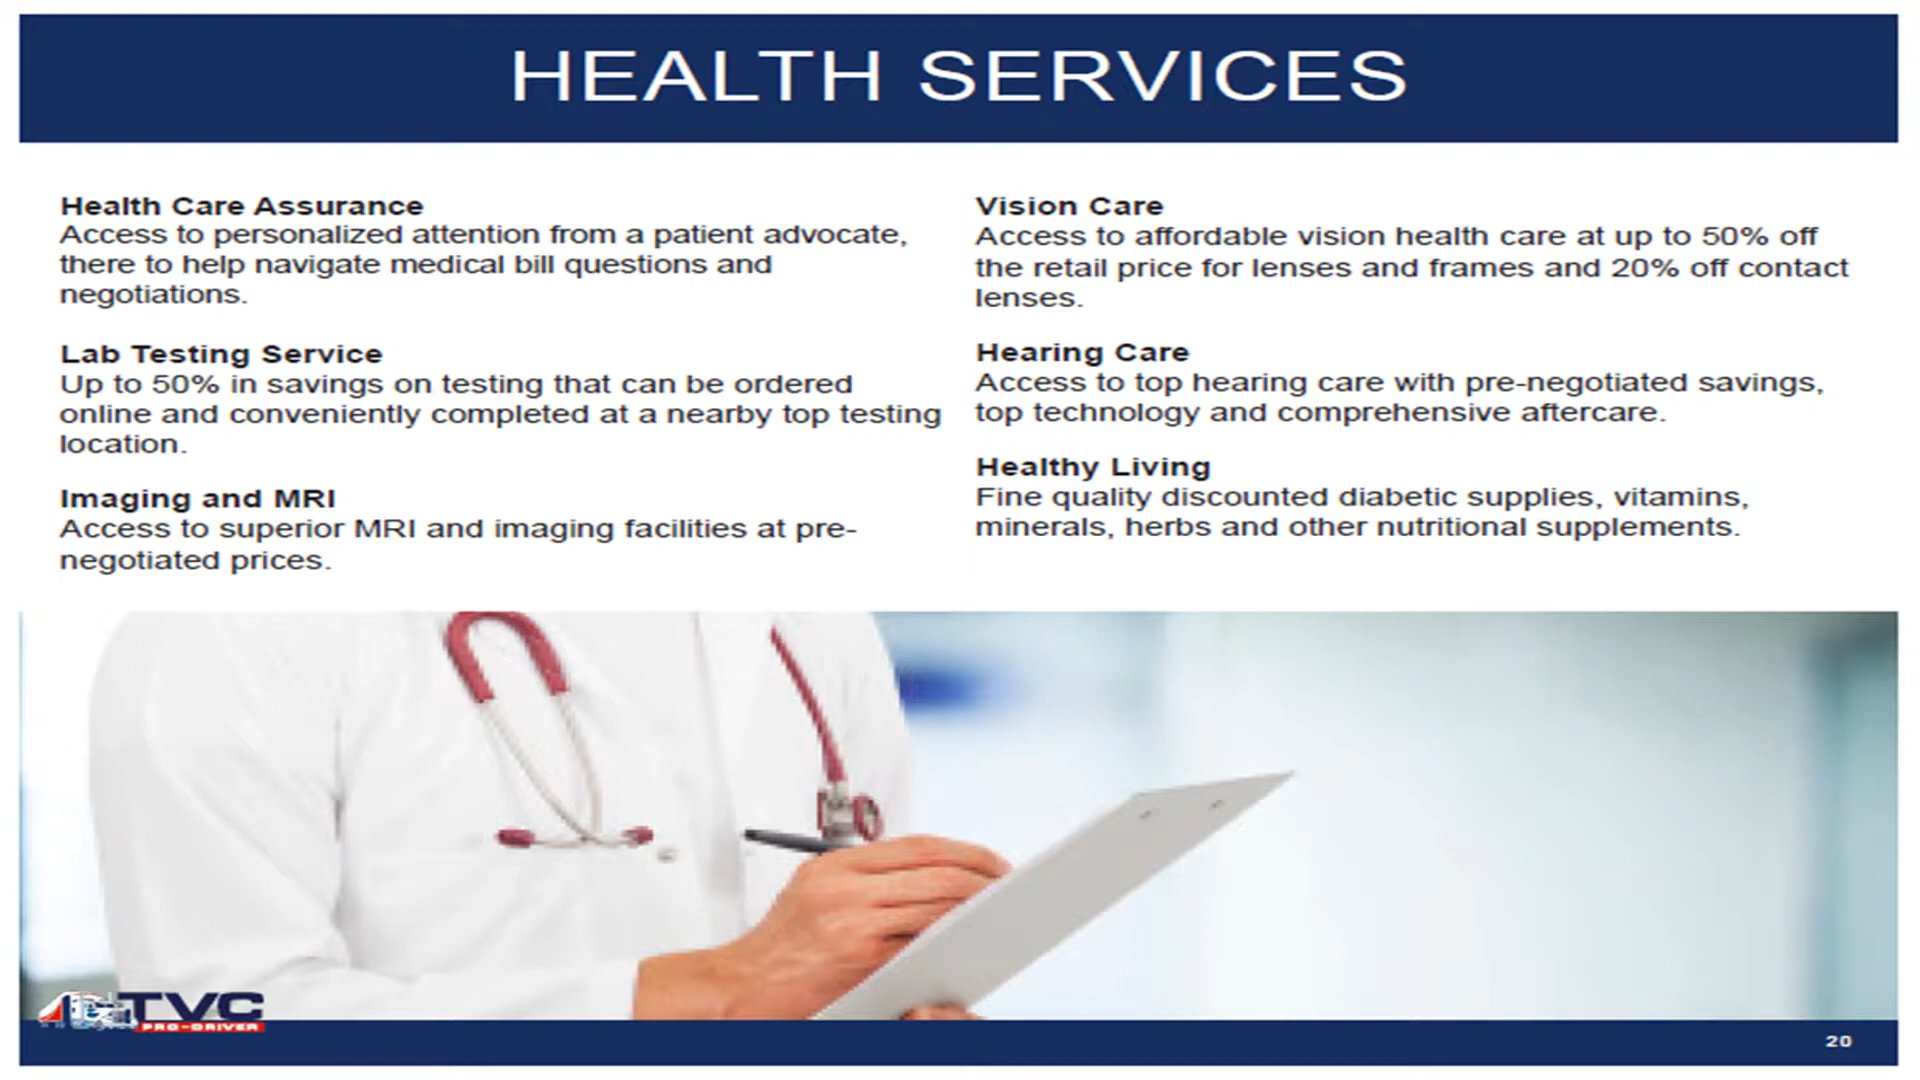 HEALTH SERVICES
Health Care Assurance
Access to personalized attention from a patient advocate,
there to help navigate medical bill questions and
negotiations.
Lab Testing Service
Up to 50% in savings on testing that can be ordered
online and conveniently completed at a nearby top testing
location.
Imaging and MRI
Access to superior MRI and imaging facilities at pre-
negotiated prices.
Vision Care
Access to affordable vision health care at up to 50% off
the retail price for lenses and frames and 20% off contact
lenses.
Hearing Care
Access to top hearing care with pre-negotiated savings,
top technology and comprehensive aftercare.
Healthy Living
Fine quality discounted diabetic supplies, vitamins,
minerals, herbs and other nutritional supplements.
TVC
PRO-DRIVER
20